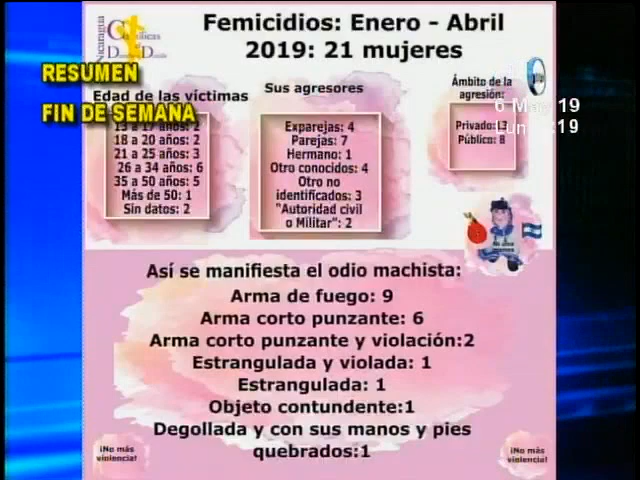 Femicidios: Enero - Abril
2019: 21 mujeres
Nicaragua
RESUMEN
FIN DE SEMANA
Edad de las víctimas
13 a 17 años: 2
18 a 20 años: 2
21 a 25 años: 3
26 a 34 años: 6
35 a 50 años: 5
Más de 50: 1
Sin datos: 2
Sus agresores
Exparejas: 4
Parejas: 7
Hermano: 1
Otro conocidos: 4
Otro no
identificados: 3
"Autoridad civil
o Militar": 2
Ámbito de la
agresión:
Privado:13
Público: 8
6 May 19
Lun :19
Así se manifiesta el odio machista:
Arma de fuego: 9
Arma corto punzante: 6
Arma corto punzante y violación:2
Estrangulada y violada: 1
Estrangulada: 1
Objeto contundente:1
Degollada y con sus manos y pies
quebrados:1
¡No más
violencia!
¡No más
violencia!